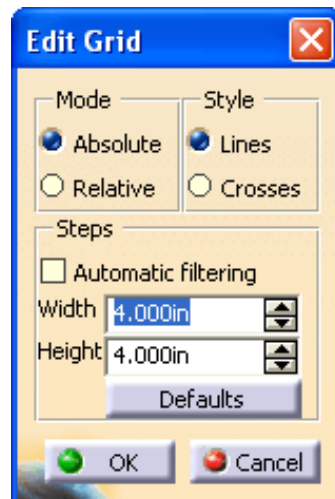 Edit Grid
Mode Style
Absolute Lines
Relative Crosses
Steps
Automatic filtering
Width 4.000in
Height 4.000in
Defaults
OK Cancel